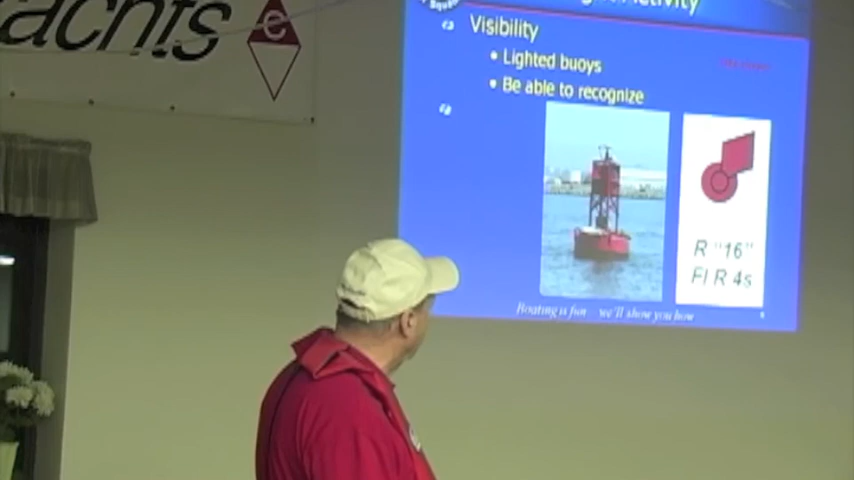 achts
e
Activity
Visibility
• Lighted buoys
• Be able to recognize
R "16"
Fl R 4s
Boating is fun we'll show you how